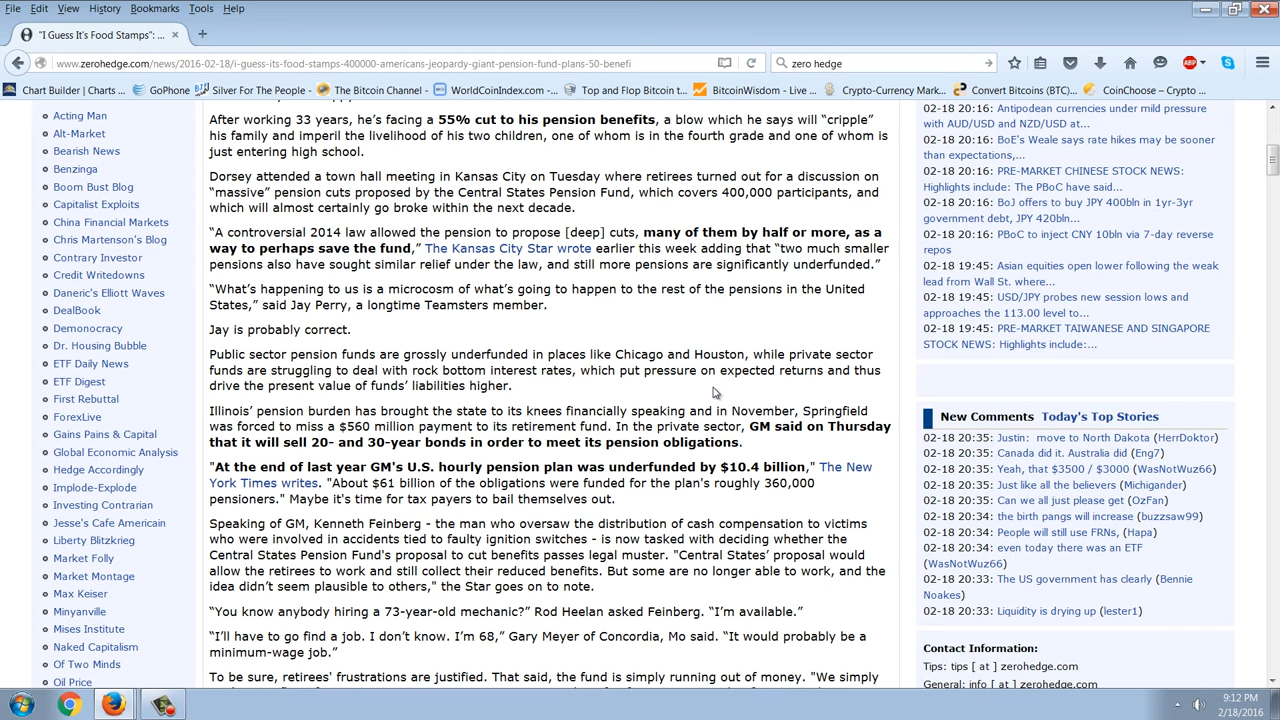 File Edit View History Bookmarks Tools Help
"I Guess It's Food Stamps": ...
www.zerohedge.com/news/2016-02-18/i-guess-its-food-stamps-400000-americans-jeopardy-giant-pension-fund-plans-50-benefi
zero hedge
ABP
Chart Builder | Charts ... GoPhone Silver For The People - The Bitcoin Channel - WorldCoinIndex.com - ... Top and Flop Bitcoin t... BitcoinWisdom - Live ... Crypto-Currency Mark... Convert Bitcoins (BTC)... CoinChoose – Crypto ...
Acting Man
Alt-Market
Bearish News
Benzinga
Boom Bust Blog
Capitalist Exploits
China Financial Markets
Chris Martenson's Blog
Contrary Investor
Credit Writedowns
Daneric's Elliott Waves
DealBook
Demonocracy
Dr. Housing Bubble
ETF Daily News
ETF Digest
First Rebuttal
ForexLive
Gains Pains & Capital
Global Economic Analysis
Hedge Accordingly
Implode-Explode
Investing Contrarian
Jesse's Cafe Americain
Liberty Blitzkrieg
Market Folly
Market Montage
Max Keiser
Minyanville
Mises Institute
Naked Capitalism
Of Two Minds
Oil Price
After working 33 years, he's facing a 55% cut to his pension benefits, a blow which he says will "cripple"
his family and imperil the livelihood of his two children, one of whom is in the fourth grade and one of whom is
just entering high school.
Dorsey attended a town hall meeting in Kansas City on Tuesday where retirees turned out for a discussion on
"massive" pension cuts proposed by the Central States Pension Fund, which covers 400,000 participants, and
which will almost certainly go broke within the next decade.
"A controversial 2014 law allowed the pension to propose [deep] cuts, many of them by half or more, as a
way to perhaps save the fund," The Kansas City Star wrote earlier this week adding that "two much smaller
pensions also have sought similar relief under the law, and still more pensions are significantly underfunded."
"What's happening to us is a microcosm of what's going to happen to the rest of the pensions in the United
States," said Jay Perry, a longtime Teamsters member.
Jay is probably correct.
Public sector pension funds are grossly underfunded in places like Chicago and Houston, while private sector
funds are struggling to deal with rock bottom interest rates, which put pressure on expected returns and thus
drive the present value of funds' liabilities higher.
Illinois' pension burden has brought the state to its knees financially speaking and in November, Springfield
was forced to miss a $560 million payment to its retirement fund. In the private sector, GM said on Thursday
that it will sell 20- and 30-year bonds in order to meet its pension obligations.
"At the end of last year GM's U.S. hourly pension plan was underfunded by $10.4 billion," The New
York Times writes. "About $61 billion of the obligations were funded for the plan's roughly 360,000
pensioners." Maybe it's time for tax payers to bail themselves out.
Speaking of GM, Kenneth Feinberg - the man who oversaw the distribution of cash compensation to victims
who were involved in accidents tied to faulty ignition switches - is now tasked with deciding whether the
Central States Pension Fund's proposal to cut benefits passes legal muster. "Central States' proposal would
allow the retirees to work and still collect their reduced benefits. But some are no longer able to work, and the
idea didn't seem plausible to others," the Star goes on to note.
"You know anybody hiring a 73-year-old mechanic?" Rod Heelan asked Feinberg. "I'm available."
"I'll have to go find a job. I don't know. I'm 68," Gary Meyer of Concordia, Mo said. "It would probably be a
minimum-wage job."
To be sure, retirees' frustrations are justified. That said, the fund is simply running out of money. "We simply
02-18 20:16: Antipodean currencies under mild pressure
with AUD/USD and NZD/USD at...
02-18 20:16: BoE's Weale says rate hikes may be sooner
than expectations,...
02-18 20:16: PRE-MARKET CHINESE STOCK NEWS:
Highlights include: The PBoC have said...
02-18 20:16: BoJ offers to buy JPY 400bln in 1yr-3yr
government debt, JPY 420bln...
02-18 20:16: PBoC to inject CNY 10bln via 7-day reverse
repos
02-18 19:45: Asian equities open lower following the weak
lead from Wall St. where...
02-18 19:45: USD/JPY probes new session lows and
approaches the 113.00 level to...
02-18 19:45: PRE-MARKET TAIWANESE AND SINGAPORE
STOCK NEWS: Highlights include:...
New Comments Today's Top Stories
02-18 20:35: Justin: move to North Dakota (HerrDoktor)
02-18 20:35: Canada did it. Australia did (Eng7)
02-18 20:35: Yeah, that $3500 / $3000 (WasNotWuz66)
02-18 20:35: Just like all the believers (Michigander)
02-18 20:35: Can we all just please get (OzFan)
02-18 20:34: the birth pangs will increase (buzzsaw99)
02-18 20:34: People will still use FRNs, (Hapa)
02-18 20:34: even today there was an ETF
(WasNotWuz66)
02-18 20:33: The US government has clearly (Bennie
Noakes)
02-18 20:33: Liquidity is drying up (lester1)
Contact Information:
Tips: tips [ at ] zerohedge.com
General: info [ at ] zerohedge.com
9:12 PM
2/18/2016